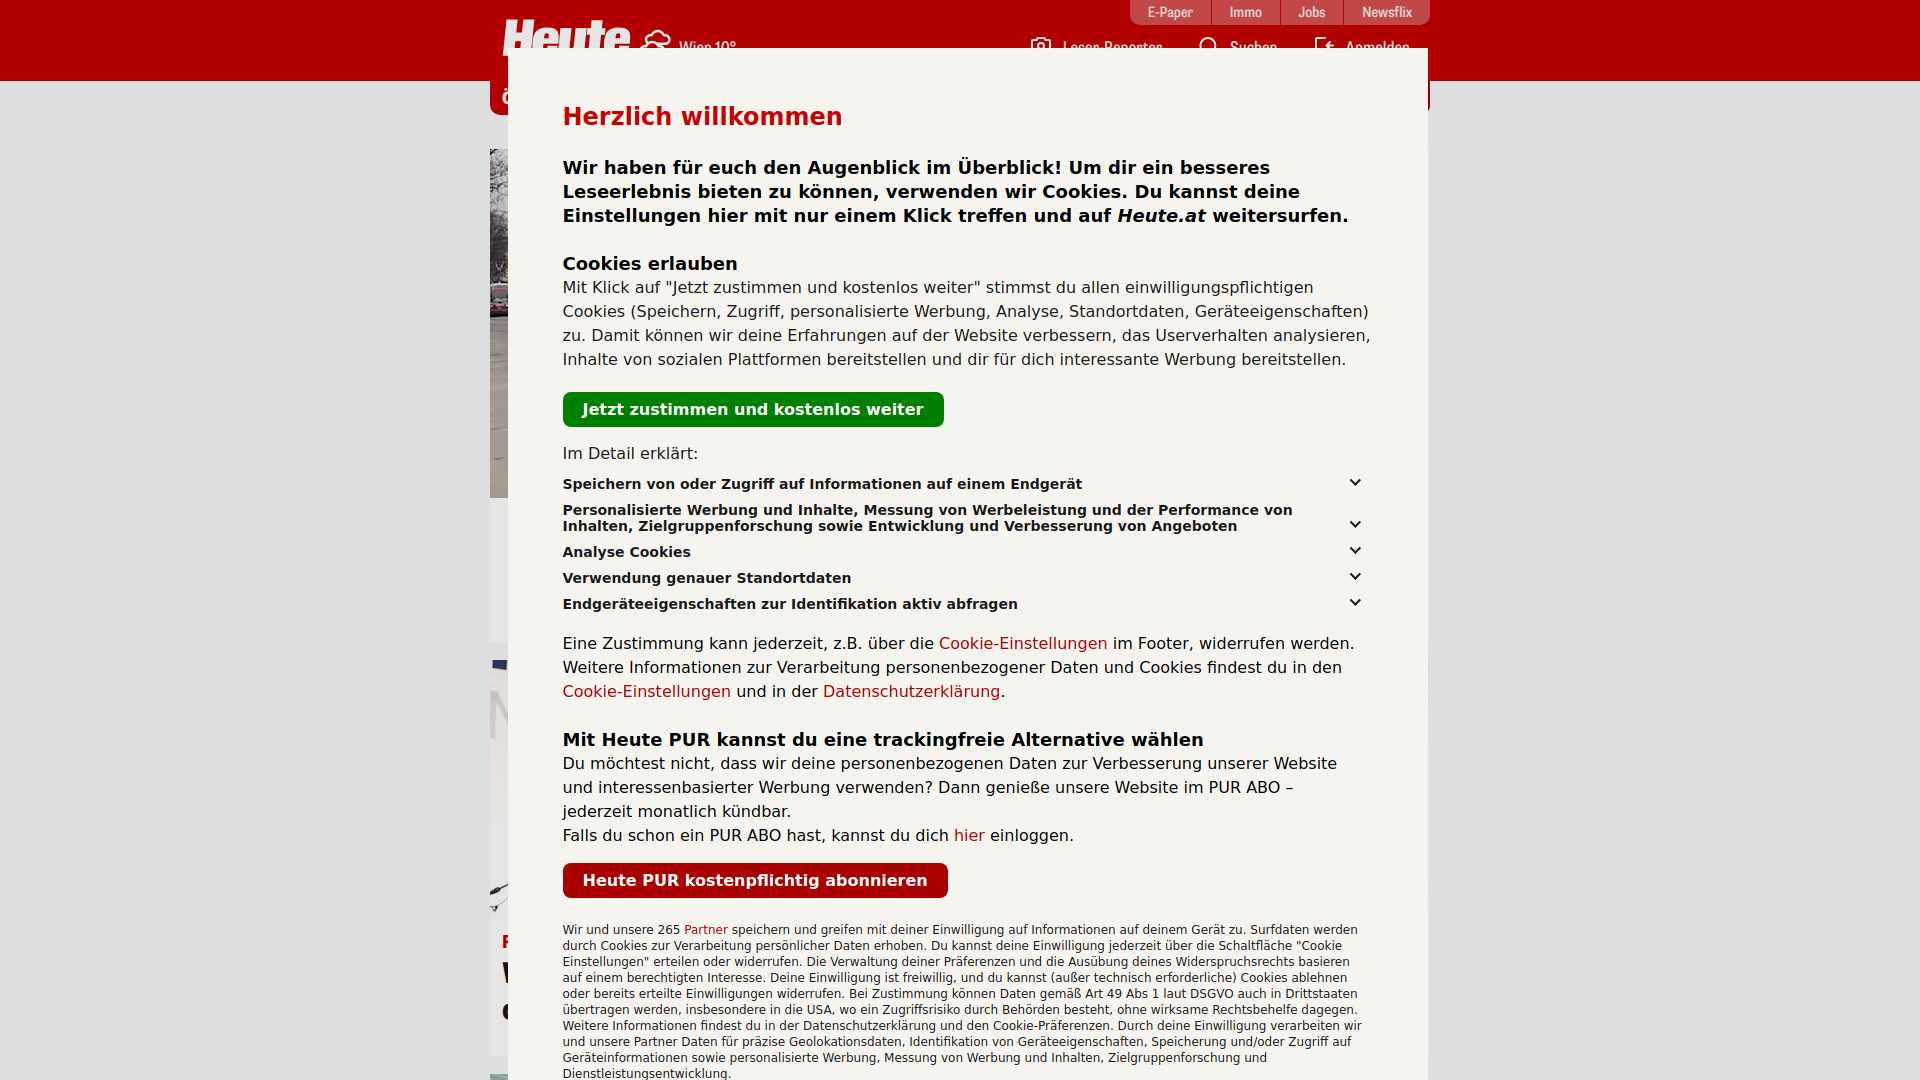 E-Paper
Immo
Jobs
Newsflix
Heute
Wien 10°
Leser-Reporter
Suchen
Anmelden
Herzlich willkommen
Wir haben für euch den Augenblick im Überblick! Um dir ein besseres
Leseerlebnis bieten zu können, verwenden wir Cookies. Du kannst deine
Einstellungen hier mit nur einem Klick treffen und auf Heute.at weitersurfen.
Cookies erlauben
Mit Klick auf "Jetzt zustimmen und kostenlos weiter" stimmst du allen einwilligungspflichtigen
Cookies (Speichern, Zugriff, personalisierte Werbung, Analyse, Standortdaten, Geräteeigenschaften)
zu. Damit können wir deine Erfahrungen auf der Website verbessern, das Userverhalten analysieren,
Inhalte von sozialen Plattformen bereitstellen und dir für dich interessante Werbung bereitstellen.
Jetzt zustimmen und kostenlos weiter
Im Detail erklärt:
Speichern von oder Zugriff auf Informationen auf einem Endgerät
Personalisierte Werbung und Inhalte, Messung von Werbeleistung und der Performance von
Inhalten, Zielgruppenforschung sowie Entwicklung und Verbesserung von Angeboten
Analyse Cookies
Verwendung genauer Standortdaten
Endgeräteeigenschaften zur Identifikation aktiv abfragen
Eine Zustimmung kann jederzeit, z.B. über die Cookie-Einstellungen im Footer, widerrufen werden.
Weitere Informationen zur Verarbeitung personenbezogener Daten und Cookies findest du in den
Cookie-Einstellungen und in der Datenschutzerklärung.
Mit Heute PUR kannst du eine trackingfreie Alternative wählen
Du möchtest nicht, dass wir deine personenbezogenen Daten zur Verbesserung unserer Website
und interessenbasierter Werbung verwenden? Dann genieße unsere Website im PUR ABO –
jederzeit monatlich kündbar.
Falls du schon ein PUR ABO hast, kannst du dich hier einloggen.
Heute PUR kostenpflichtig abonnieren
Wir und unsere 265 Partner speichern und greifen mit deiner Einwilligung auf Informationen auf deinem Gerät zu. Surfdaten werden
durch Cookies zur Verarbeitung persönlicher Daten erhoben. Du kannst deine Einwilligung jederzeit über die Schaltfläche "Cookie
Einstellungen" erteilen oder widerrufen. Die Verwaltung deiner Präferenzen und die Ausübung deines Widerspruchsrechts basieren
auf einem berechtigten Interesse. Deine Einwilligung ist freiwillig, und du kannst (außer technisch erforderliche) Cookies ablehnen
oder bereits erteilte Einwilligungen widerrufen. Bei Zustimmung können Daten gemäß Art 49 Abs 1 laut DSGVO auch in Drittstaaten
übertragen werden, insbesondere in die USA, wo ein Zugriffsrisiko durch Behörden besteht, ohne wirksame Rechtsbehelfe dagegen.
Weitere Informationen findest du in der Datenschutzerklärung und den Cookie-Präferenzen. Durch deine Einwilligung verarbeiten wir
und unsere Partner Daten für präzise Geolokationsdaten, Identifikation von Geräteeigenschaften, Speicherung und/oder Zugriff auf
Geräteinformationen sowie personalisierte Werbung, Messung von Werbung und Inhalten, Zielgruppenforschung und
Dienstleistungsentwicklung.